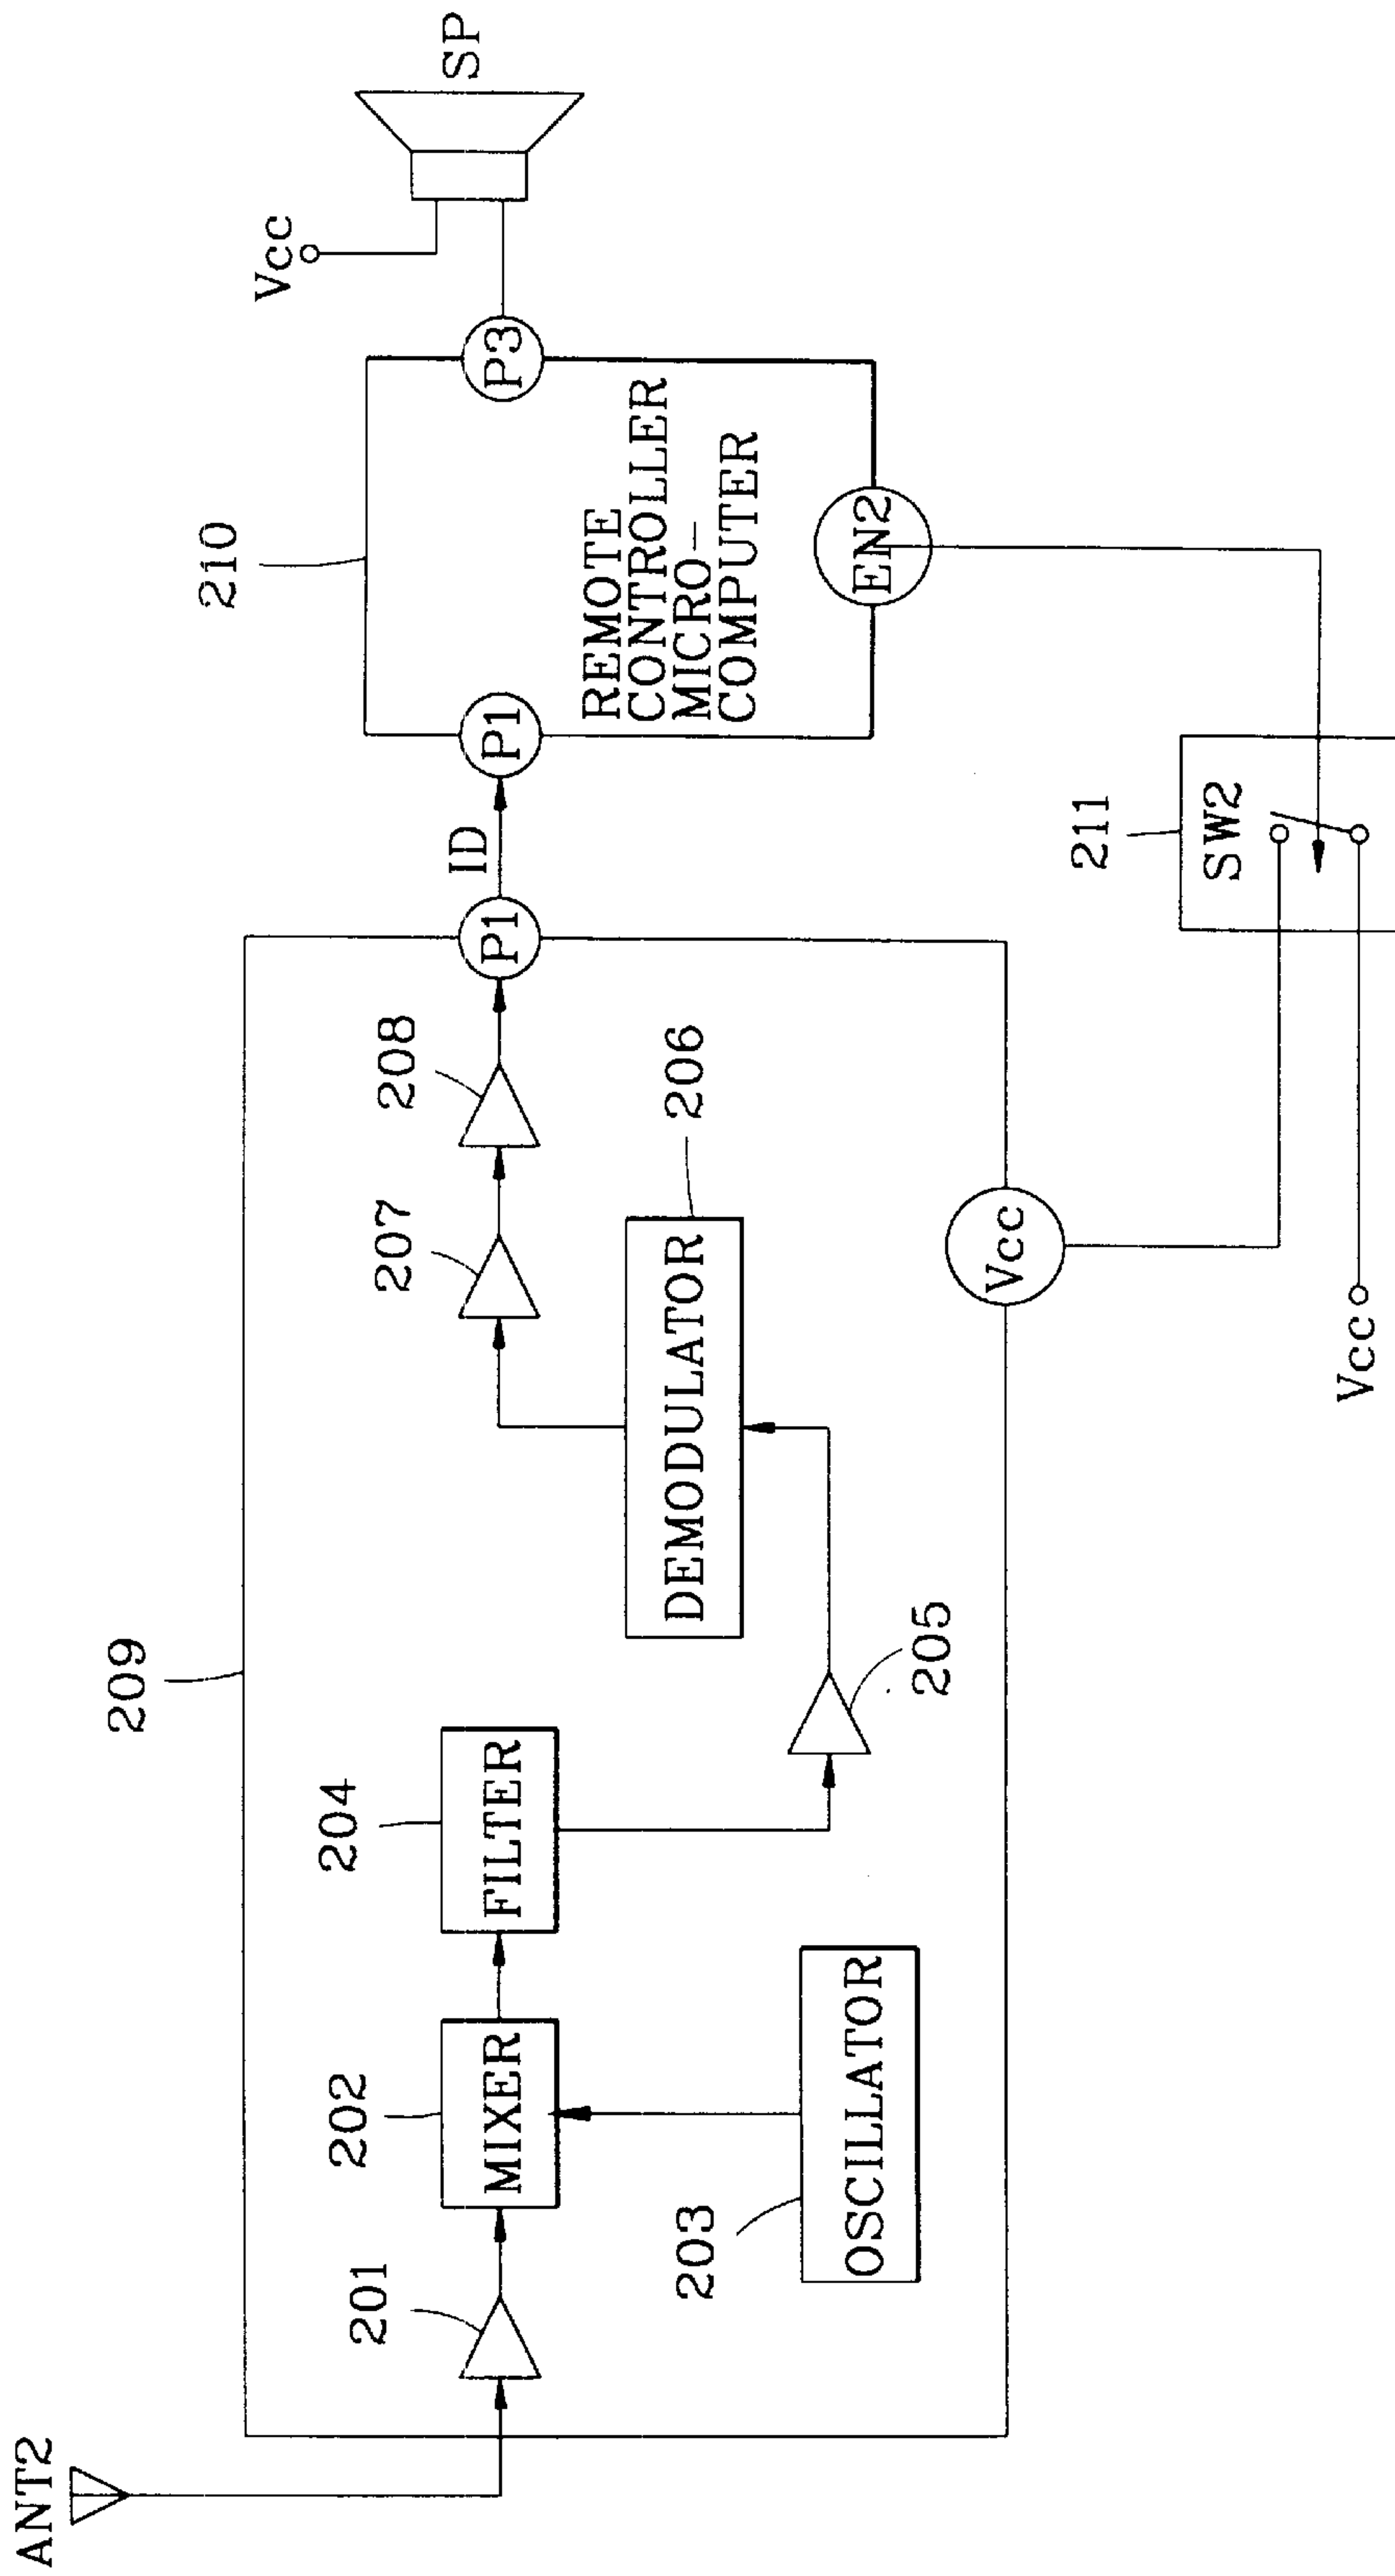 ANT2
209
201
MIXER
202
OSCILLATOR
203
FILTER
204
205
DEMODULATOR
206
207
208
P1
Vcc
ID
P1
210
REMOTE
CONTROLLER
MICRO-
COMPUTER
P3
EN2
Vcc
SP
211
SW2
Vcc